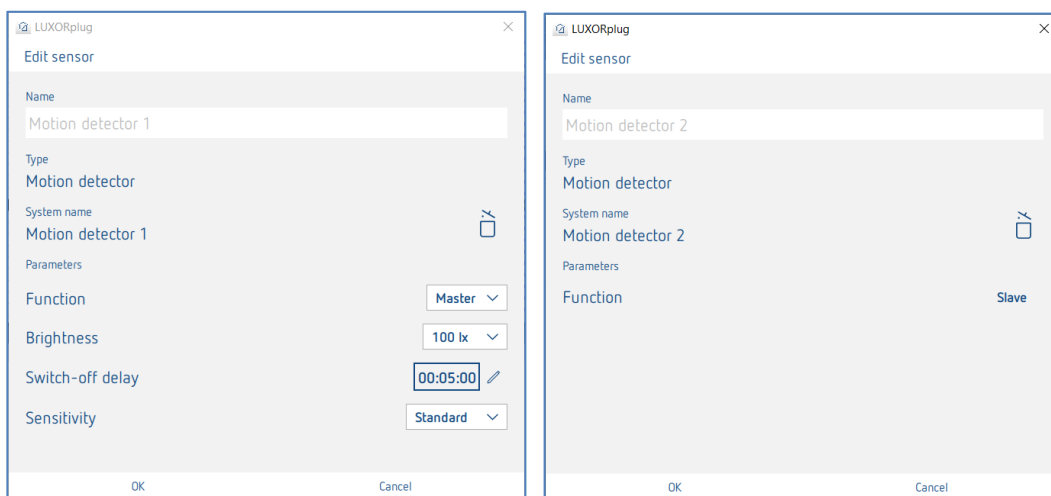 LUXORplug
Edit sensor
Name
Motion detector 1
Type
Motion detector
System name
Motion detector 1
Parameters
Function
Master
Brightness
100 lx
Switch-off delay
00:05:00
Sensitivity
Standard
OK
Cancel
LUXORplug
Edit sensor
Name
Motion detector 2
Type
Motion detector
System name
Motion detector 2
Parameters
Function
Slave
OK
Cancel